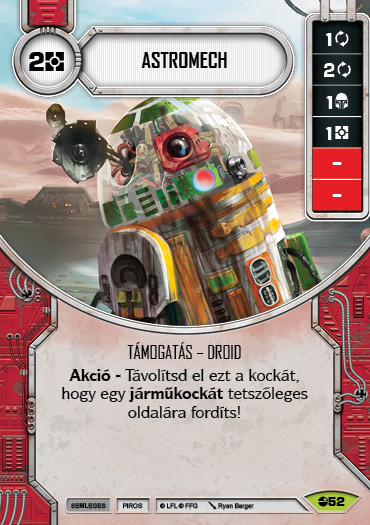 2
ASTROMECH
1
2
1
1
-
-
TÁMOGATÁS – DROID
Akció - Távolítsd el ezt a kockát,
hogy egy járműkockát tetszőleges
oldalára fordíts!
SEMLEGES PIROS © LFL © FFG Ryan Barger 52